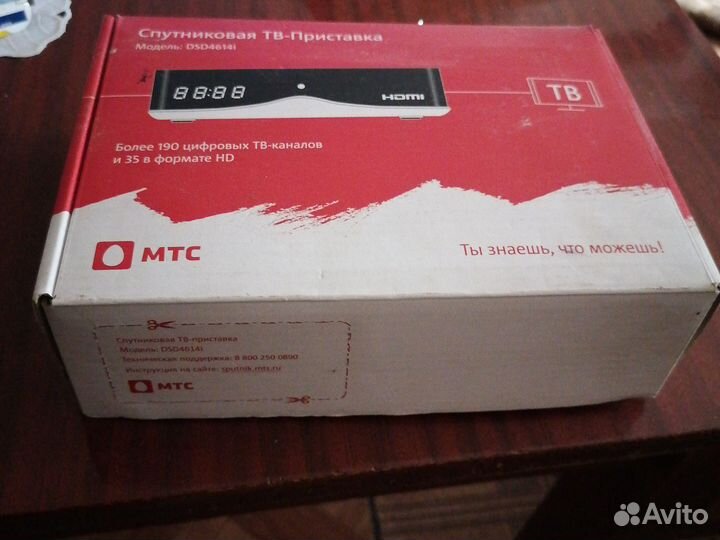 Спутниковая ТВ-Приставка
Модель: DSD4614i
88:88
HDMI
ТВ
Более 190 цифровых ТВ-каналов
и 35 в формате HD
МТС
Ты знаешь, что можешь!
Спутниковая ТВ-приставка
Модель: DSD4614i
Техническая поддержка: 8 800 250 0890
Инструкция на сайте: sputnik.mts.ru
МТС
Avito